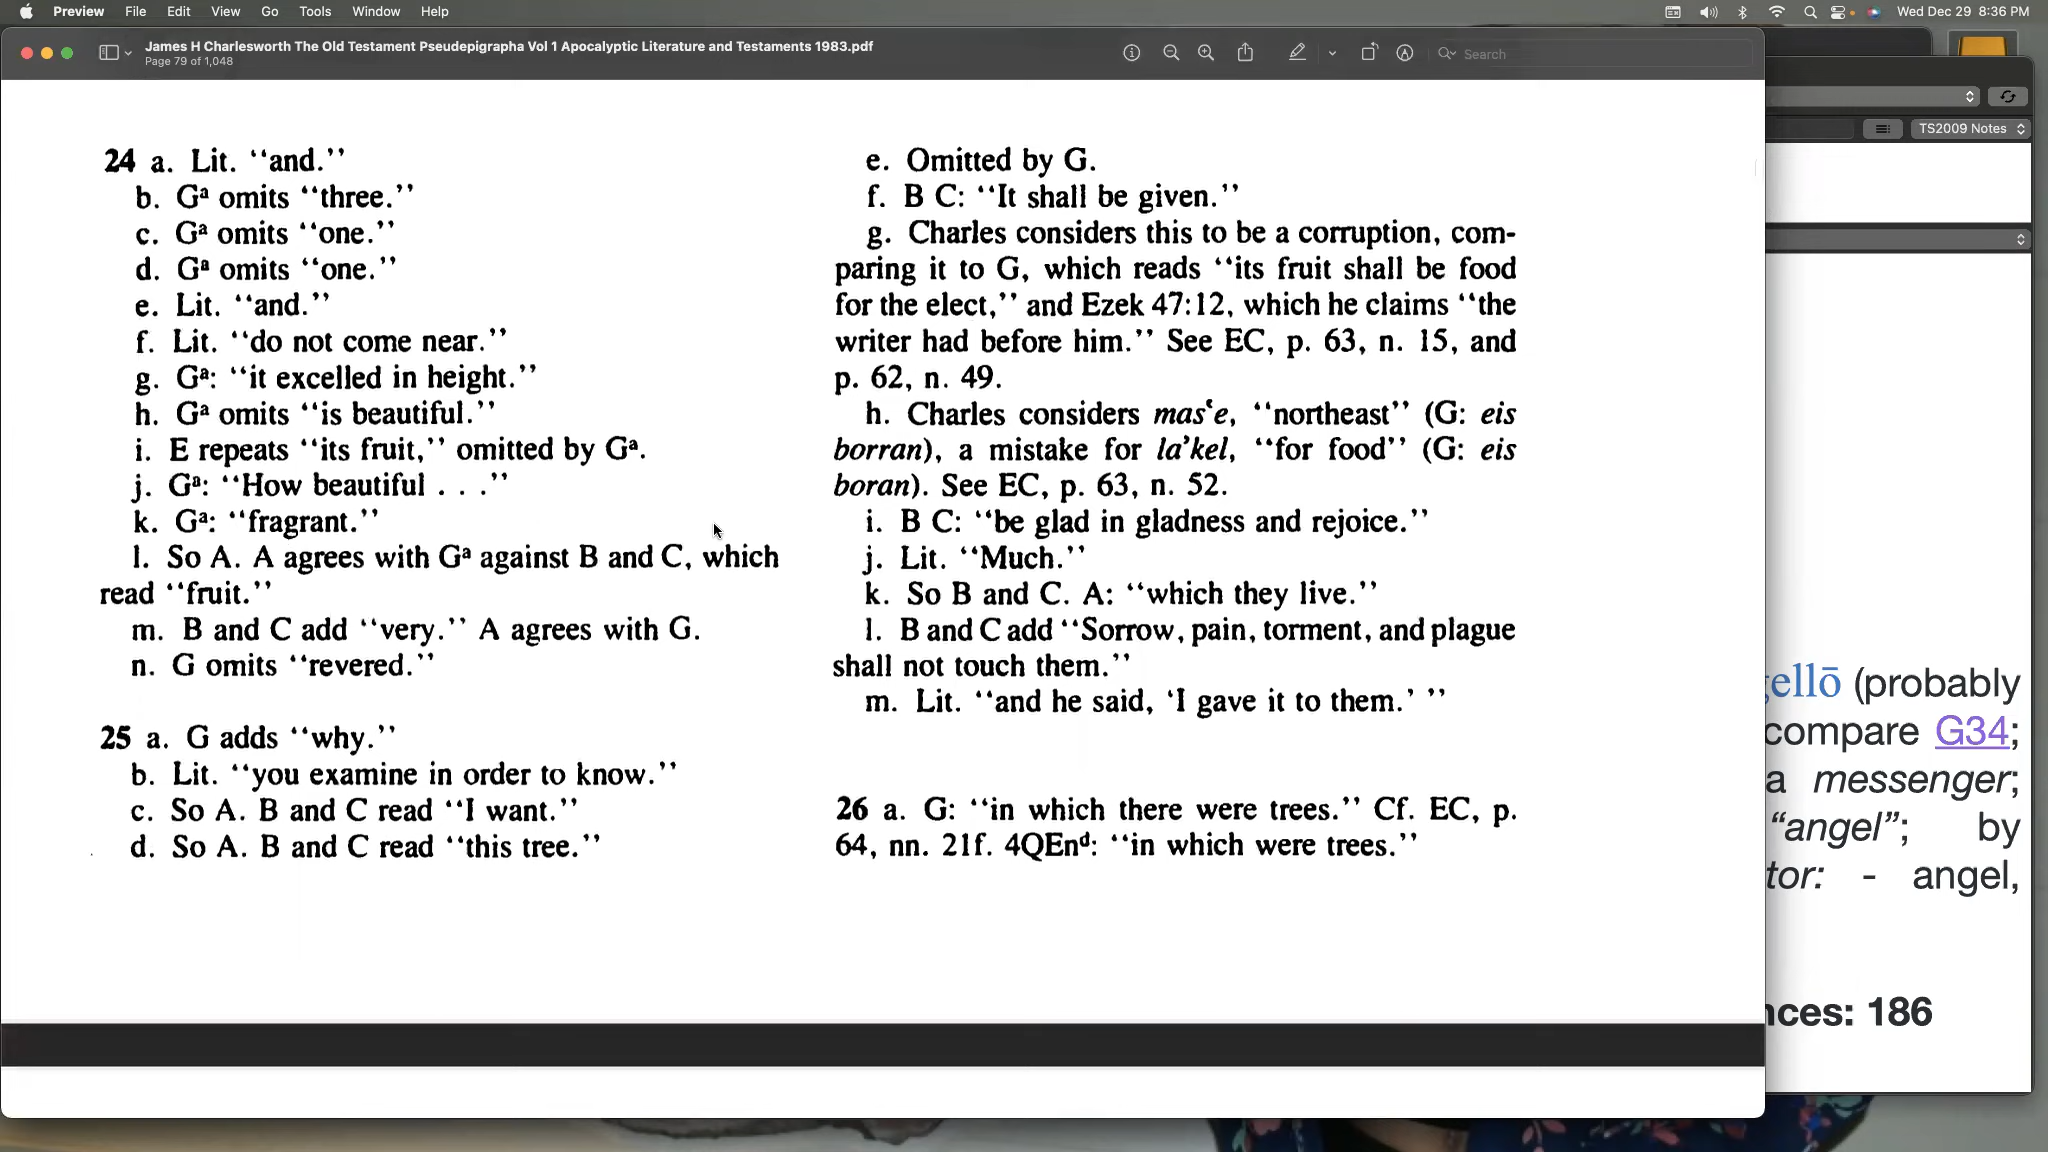 Preview File Edit View Go Tools Window Help
Wed Dec 29 8:36 PM
James H Charlesworth The Old Testament Pseudepigrapha Vol 1 Apocalyptic Literature and Testaments 1983.pdf
Page 79 of 1,048
Search
24 a. Lit. ‘‘and.’’
b. Gᵃ omits ‘‘three.’’
c. Gᵃ omits ‘‘one.’’
d. Gᵃ omits ‘‘one.’’
e. Lit. ‘‘and.’’
f. Lit. ‘‘do not come near.’’
g. Gᵃ: ‘‘it excelled in height.’’
h. Gᵃ omits ‘‘is beautiful.’’
i. E repeats ‘‘its fruit,’’ omitted by Gᵃ.
j. Gᵃ: ‘‘How beautiful . . .’’
k. Gᵃ: ‘‘fragrant.’’
l. So A. A agrees with Gᵃ against B and C, which
read ‘‘fruit.’’
m. B and C add ‘‘very.’’ A agrees with G.
n. G omits ‘‘revered.’’
25 a. G adds ‘‘why.’’
b. Lit. ‘‘you examine in order to know.’’
c. So A. B and C read ‘‘I want.’’
d. So A. B and C read ‘‘this tree.’’
e. Omitted by G.
f. B C: ‘‘It shall be given.’’
g. Charles considers this to be a corruption, com-
paring it to G, which reads ‘‘its fruit shall be food
for the elect,’’ and Ezek 47:12, which he claims ‘‘the
writer had before him.’’ See EC, p. 63, n. 15, and
p. 62, n. 49.
h. Charles considers masʿe, ‘‘northeast’’ (G: eis
borran), a mistake for laʾkel, ‘‘for food’’ (G: eis
boran). See EC, p. 63, n. 52.
i. B C: ‘‘be glad in gladness and rejoice.’’
j. Lit. ‘‘Much.’’
k. So B and C. A: ‘‘which they live.’’
l. B and C add ‘‘Sorrow, pain, torment, and plague
shall not touch them.’’
m. Lit. ‘‘and he said, ‘I gave it to them.’ ’’
26 a. G: ‘‘in which there were trees.’’ Cf. EC, p.
64, nn. 21f. 4QEnᵈ: ‘‘in which were trees.’’
TS2009 Notes
gellō (probably
compare G34;
a messenger;
“angel”; by
tor: - angel,
nces: 186